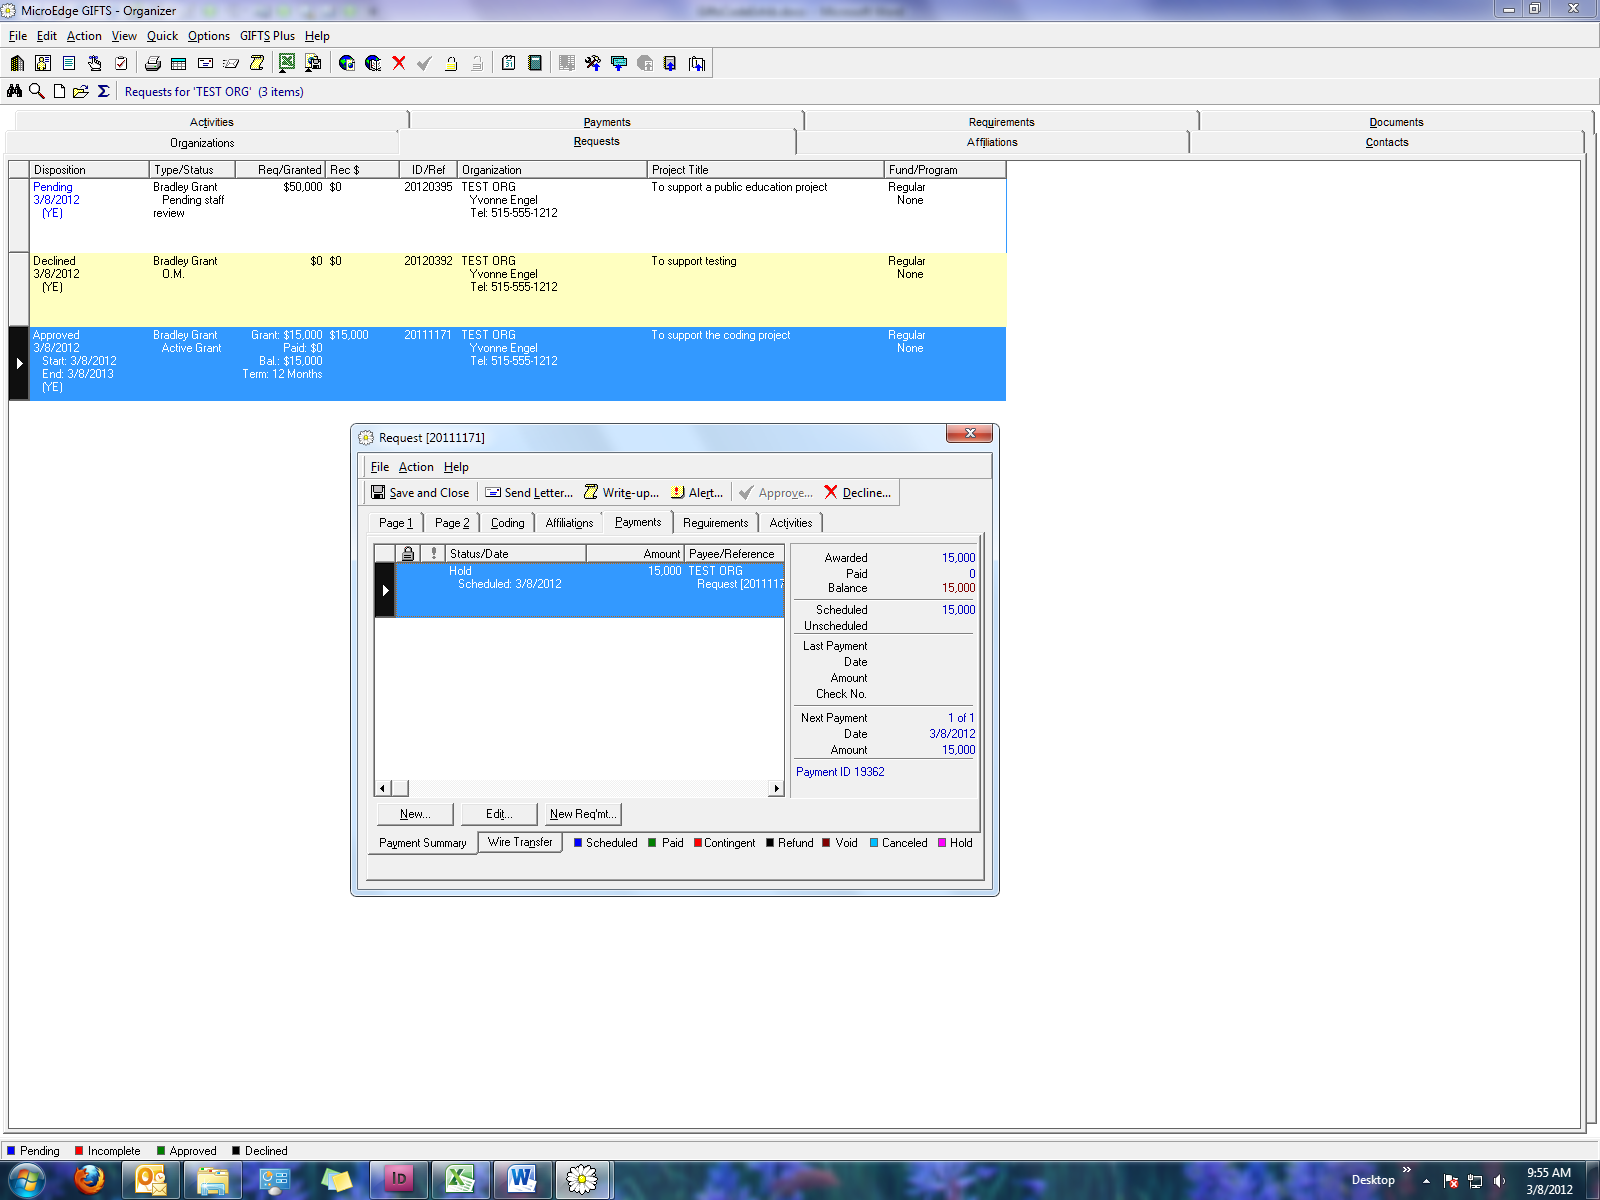 MicroEdge GIFTS - Organizer
File Edit Action View Quick Options GIFTS Plus Help
Requests for 'TEST ORG' (3 items)
Activities Payments Requirements Documents
Organizations Requests Affiliations Contacts
Disposition Type/Status Req/Granted Rec $ ID/Ref Organization Project Title Fund/Program
Pending Bradley Grant $50,000 $0 20120395 TEST ORG To support a public education project Regular
3/8/2012 Pending staff Yvonne Engel None
(YE) review Tel: 515-555-1212
Declined Bradley Grant $0 $0 20120392 TEST ORG To support testing Regular
3/8/2012 O.M. Yvonne Engel None
(YE) Tel: 515-555-1212
Approved Bradley Grant Grant: $15,000 $15,000 20111171 TEST ORG To support the coding project Regular
3/8/2012 Active Grant Paid: $0 Yvonne Engel None
Start: 3/8/2012 Bal.: $15,000 Tel: 515-555-1212
End: 3/8/2013 Term: 12 Months
(YE)
Request [20111171]
File Action Help
Save and Close Send Letter... Write-up... Alert... Approve... Decline...
Page 1 Page 2 Coding Affiliations Payments Requirements Activities
! Status/Date Amount Payee/Reference
Hold 15,000 TEST ORG
Scheduled: 3/8/2012 Request [2011117
Awarded 15,000
Paid 0
Balance 15,000
Scheduled 15,000
Unscheduled
Last Payment
Date
Amount
Check No.
Next Payment 1 of 1
Date 3/8/2012
Amount 15,000
Payment ID 19362
New... Edit... New Req'mt...
Payment Summary Wire Transfer Scheduled Paid Contingent Refund Void Canceled Hold
Pending Incomplete Approved Declined
Desktop
9:55 AM
3/8/2012